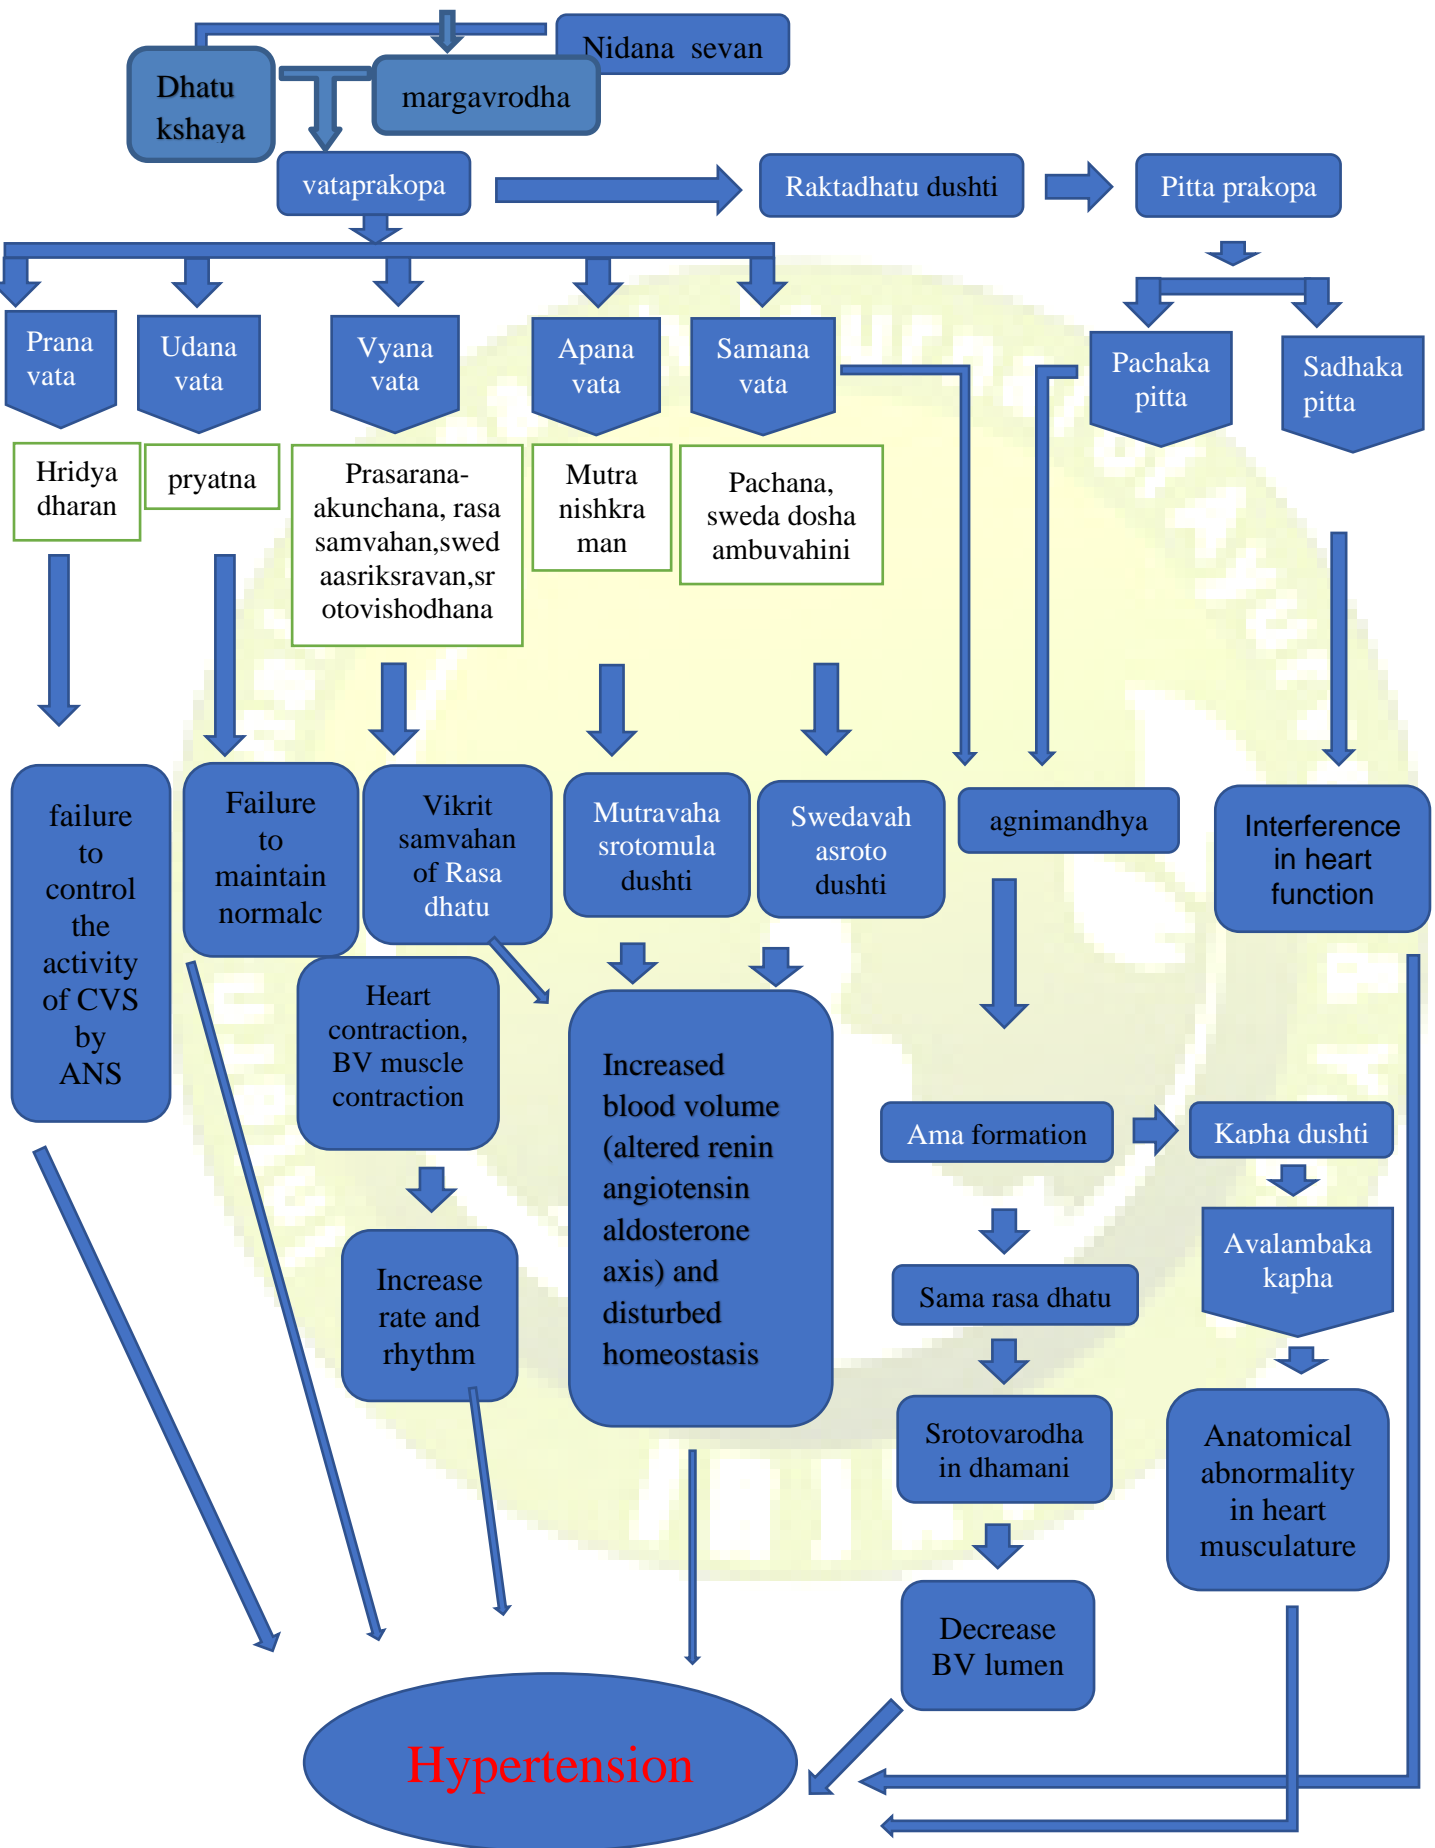 Nidana sevan
Dhatu
kshaya
margavrodha
vataprakopa
Raktadhatu dushti
Pitta prakopa
Prana
vata
Udana
vata
Vyana
vata
Apana
vata
Samana
vata
Pachaka
pitta
Sadhaka
pitta
Hridya
dharan
pryatna
Prasarana-
akunchana, rasa
samvahan,swed
aasriksravan,sr
otovishodhana
Mutra
nishkra
man
Pachana,
sweda dosha
ambuvahini
failure
to
control
the
activity
of CVS
by
ANS
Failure
to
maintain
normalc
Vikrit
samvahan
of Rasa
dhatu
Mutravaha
srotomula
dushti
Swedavah
asroto
dushti
agnimandhya
Interference
in heart
function
Heart
contraction,
BV muscle
contraction
Increased
blood volume
(altered renin
angiotensin
aldosterone
axis) and
disturbed
homeostasis
Ama formation
Kapha dushti
Avalambaka
kapha
Increase
rate and
rhythm
Sama rasa dhatu
Srotovarodha
in dhamani
Anatomical
abnormality
in heart
musculature
Decrease
BV lumen
Hypertension